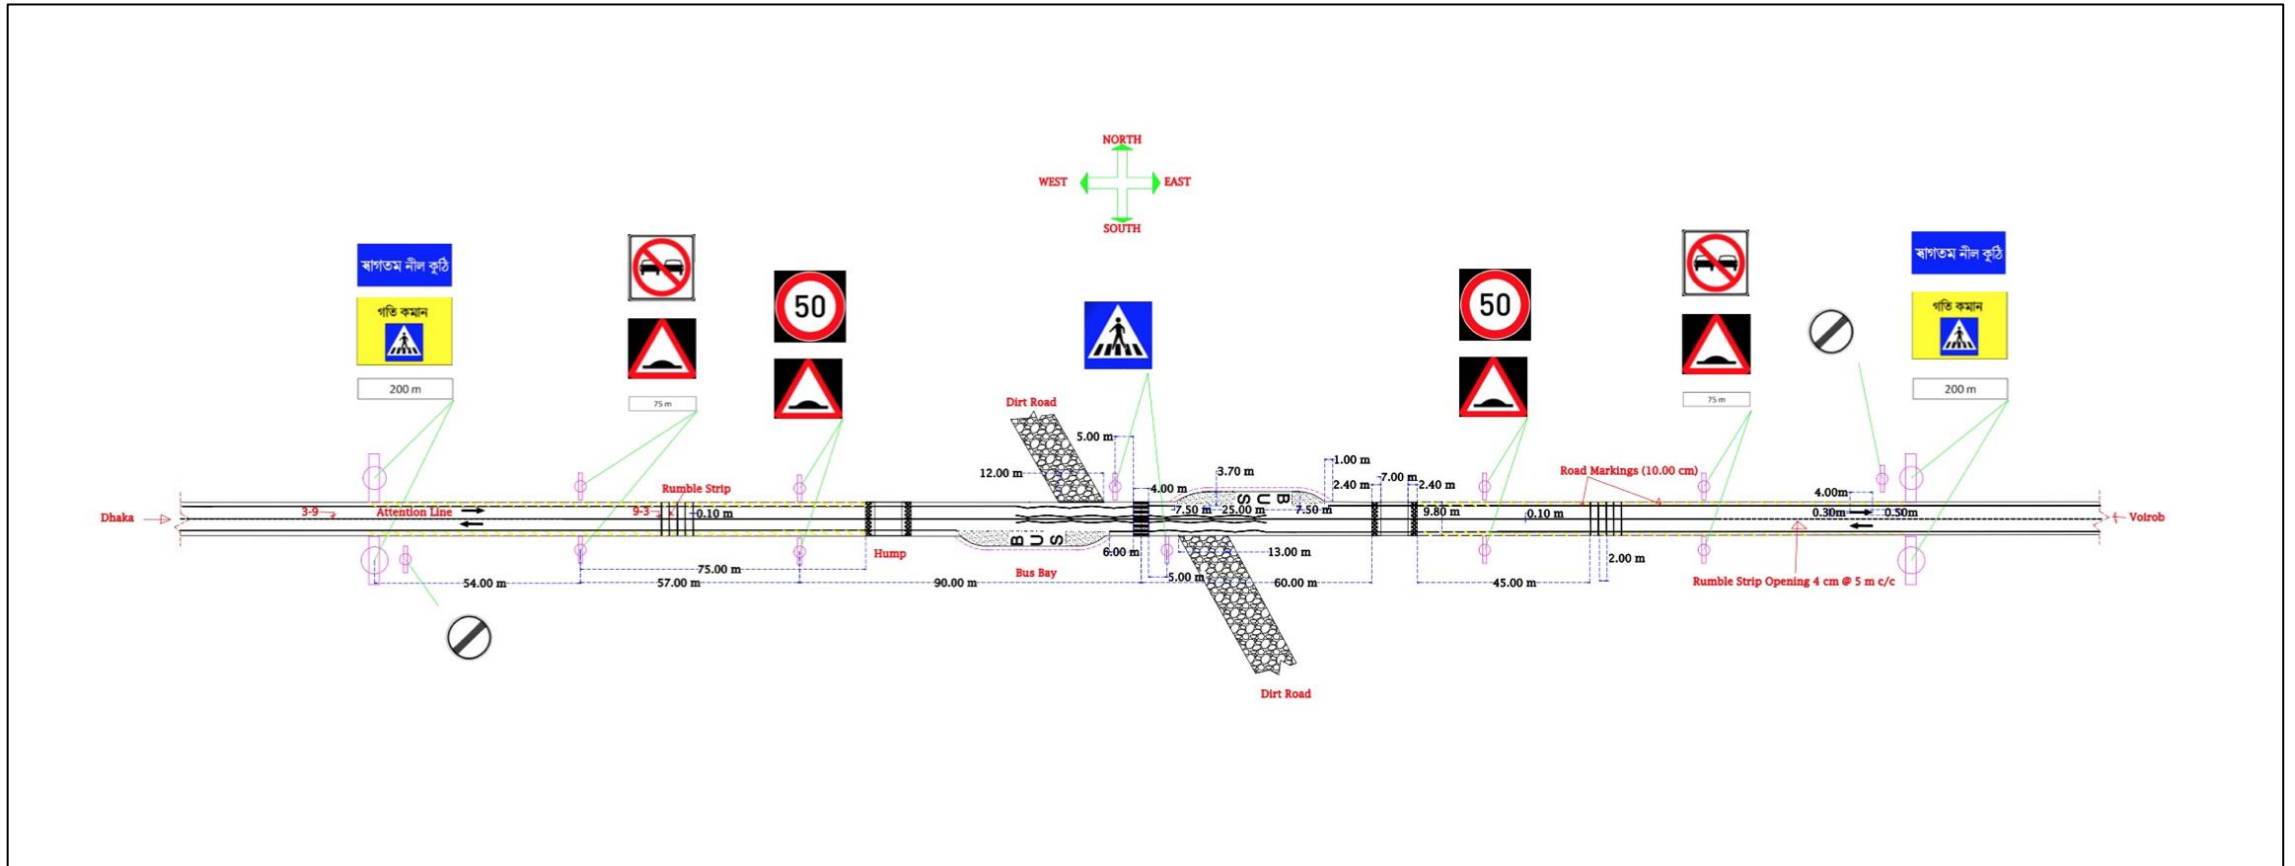 NORTH
WEST
EAST
SOUTH
স্বাগতম নীল কুঠি
গতি কমান
200 m
75 m
50
50
75 m
স্বাগতম নীল কুঠি
গতি কমান
200 m
Dirt Road
5.00 m
12.00 m
4.00 m
3.70 m
1.00 m
2.40 m
7.00 m
2.40 m
Road Markings (10.00 cm)
Rumble Strip
BUS
7.50 m
25.00 m
7.50 m
9.80 m
4.00m
0.30m
0.50m
Dhaka
3-9
Attention Line
9-3
0.10 m
0.10 m
Voirob
Hump
BUS
6.00 m
13.00 m
2.00 m
75.00 m
Bus Bay
5.00 m
54.00 m
57.00 m
90.00 m
60.00 m
45.00 m
Rumble Strip Opening 4 cm @ 5 m c/c
Dirt Road